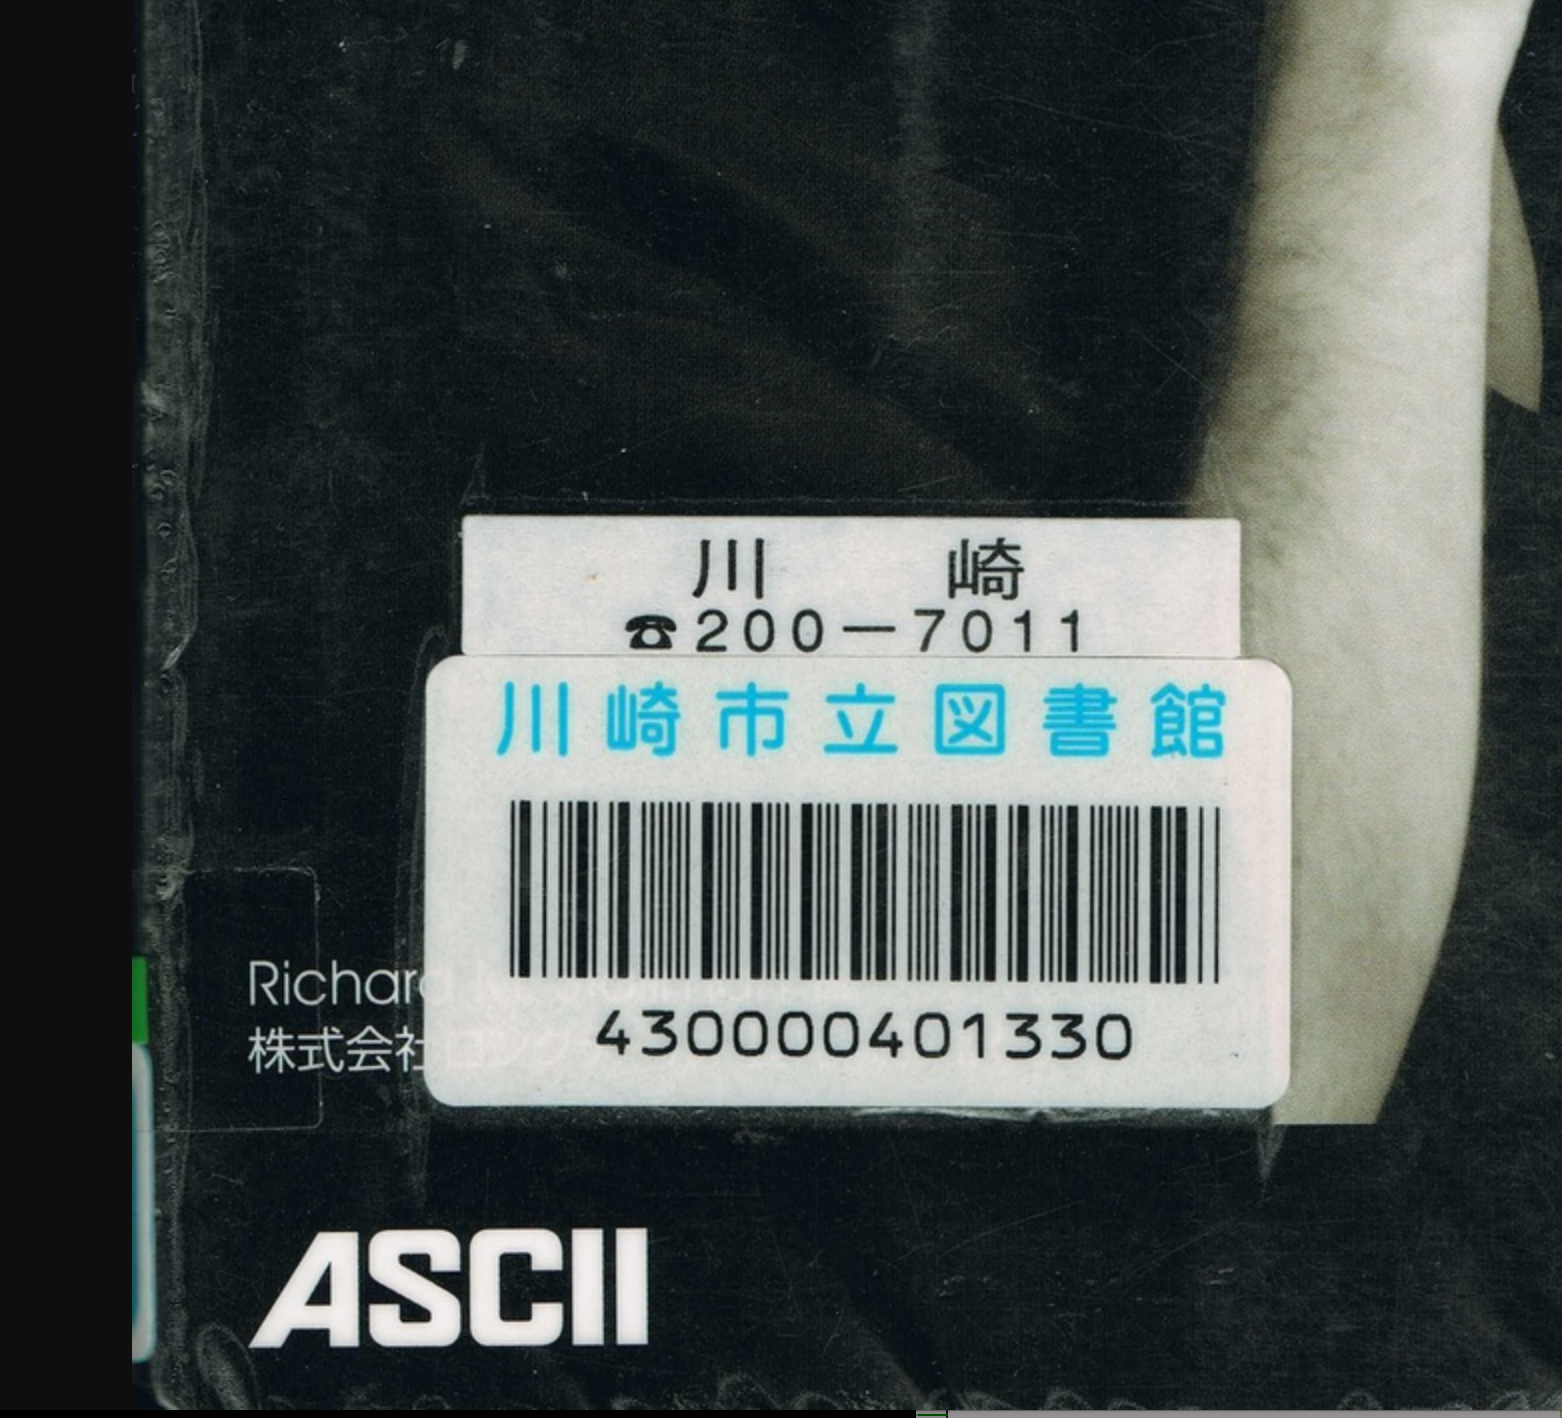 川 崎
☎200-7011
川崎市立図書館
430000401330
Richard
株式会社
ASCII